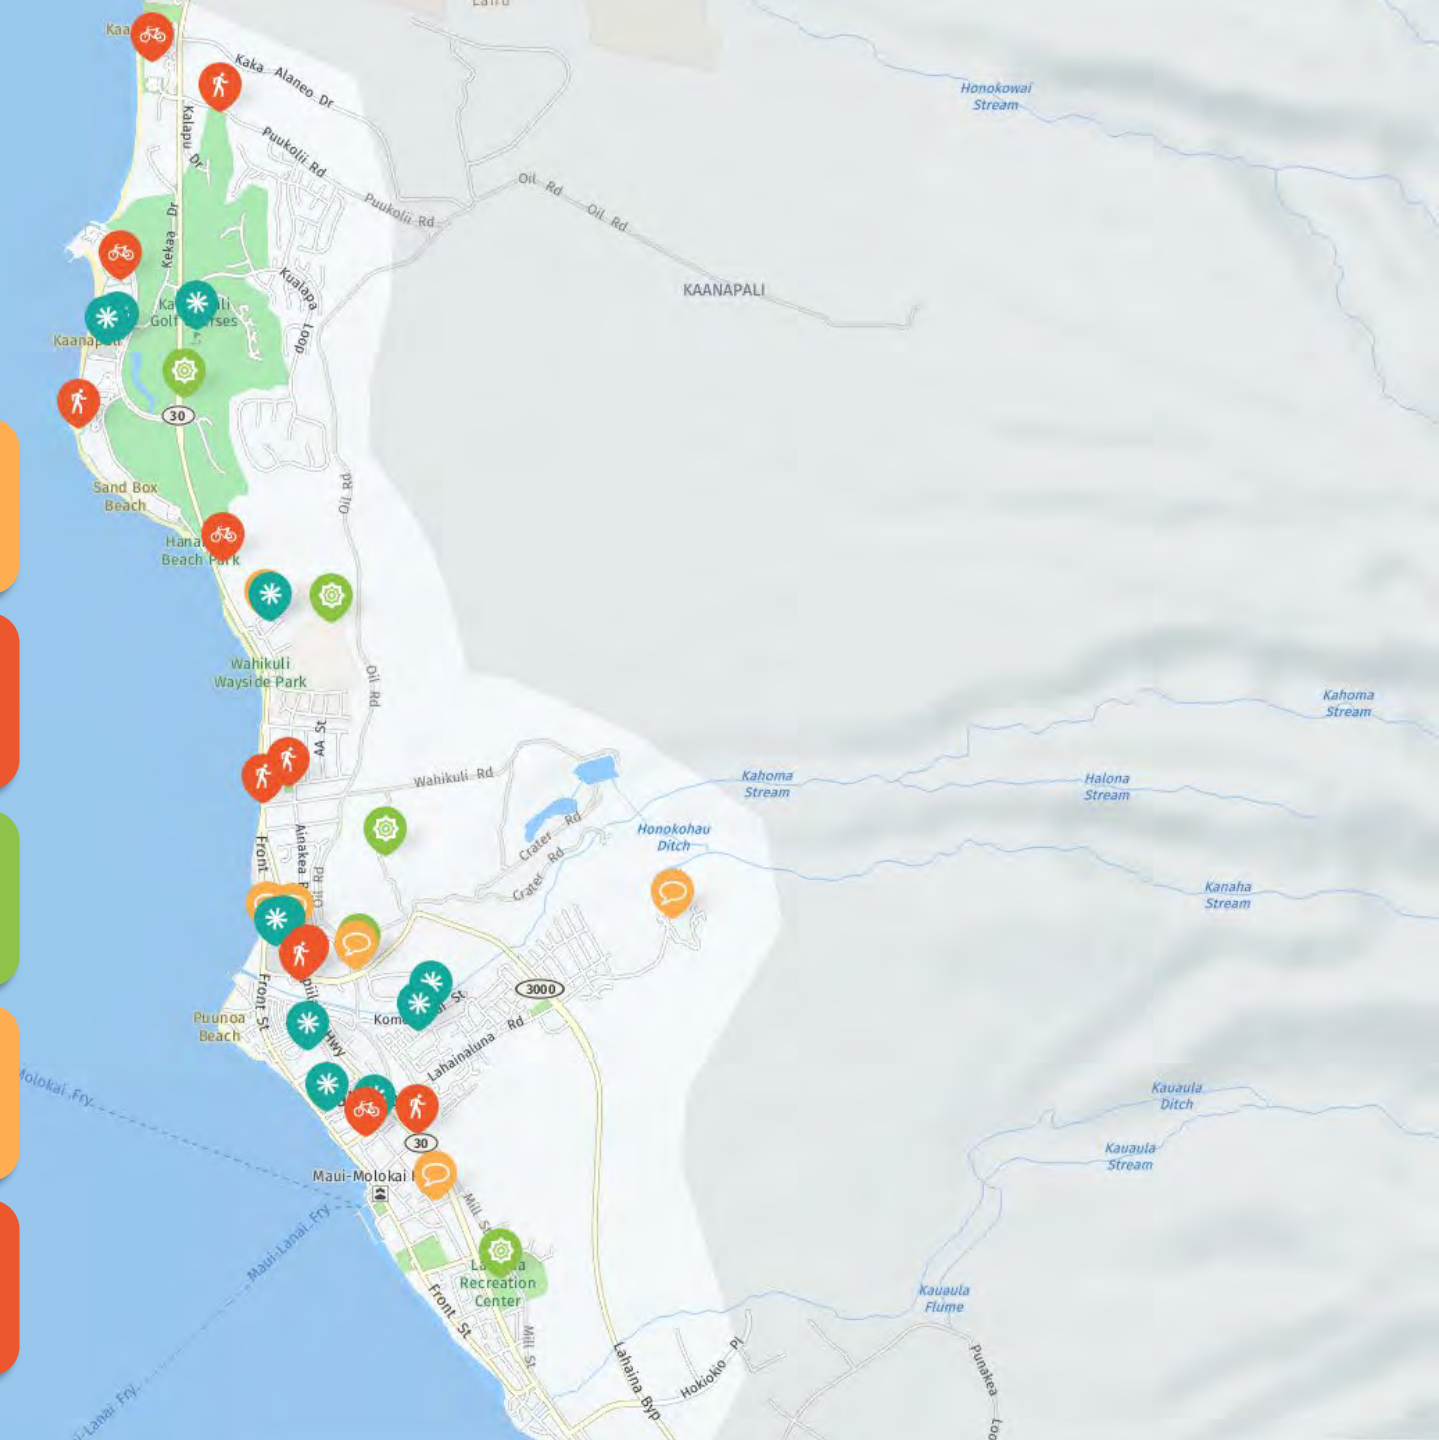 Kaka Alaneo Dr
Kalapu Dr
Puukolii Rd
Puukolii Rd
Oil Rd
Oil Rd
Honokowai
Stream
Kekaa Dr
Kualapa Loop
KAANAPALI
Golf
30
Sand Box
Beach
Oil Rd
Beach Park
Wahikuli
Wayside Park
Oil Rd
AA St
Wahikuli Rd
Kahoma
Stream
Kahoma
Stream
Halona
Stream
Honokohau
Ditch
Crater Rd
Crater Rd
Front
Ainakea
Oil Rd
Kanaha
Stream
3000
Front St
Hwy
St
Lahainaluna Rd
Puunoa
Beach
Molokai Fry
Kauaula
Ditch
Kauaula
Stream
30
Maui-Molokai
Mill St
Maui-Lanai Fry
Recreation
Center
Front St
Mill St
Kauaula
Flume
Lahaina Byp
Hokiokio Pl
Punakea
-Lanai Fry